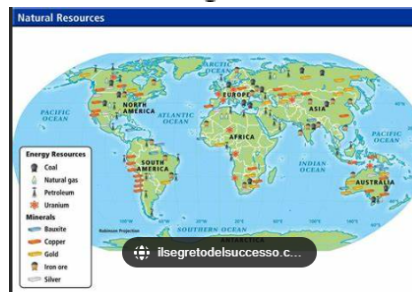 Natural Resources
ARCTIC
OCEAN
NORTH
AMERICA
EUROPE
ASIA
PACIFIC
OCEAN
ATLANTIC
OCEAN
PACIFIC
OCEAN
AFRICA
SOUTH
AMERICA
INDIAN
OCEAN
AUSTRALIA
SOUTHERN OCEAN
ANTARCTICA
Energy Resources
Coal
Natural gas
Petroleum
Uranium
Minerals
Bauxite
Copper
Gold
Iron ore
Silver
Robinson Projection
ilsegretodelsuccesso.c...